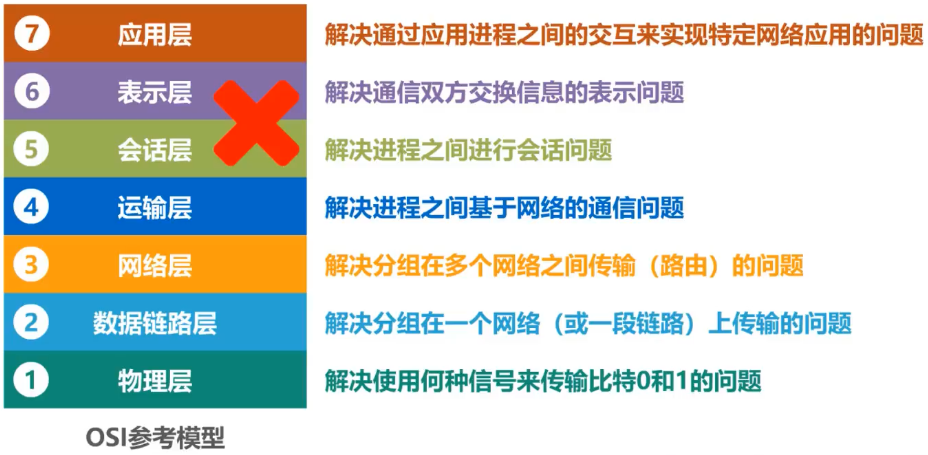 7 应用层 解决通过应用进程之间的交互来实现特定网络应用的问题
6 表示层 解决通信双方交换信息的表示问题
5 会话层 解决进程之间进行会话问题
4 运输层 解决进程之间基于网络的通信问题
3 网络层 解决分组在多个网络之间传输（路由）的问题
2 数据链路层 解决分组在一个网络（或一段链路）上传输的问题
1 物理层 解决使用何种信号来传输比特0和1的问题
OSI参考模型